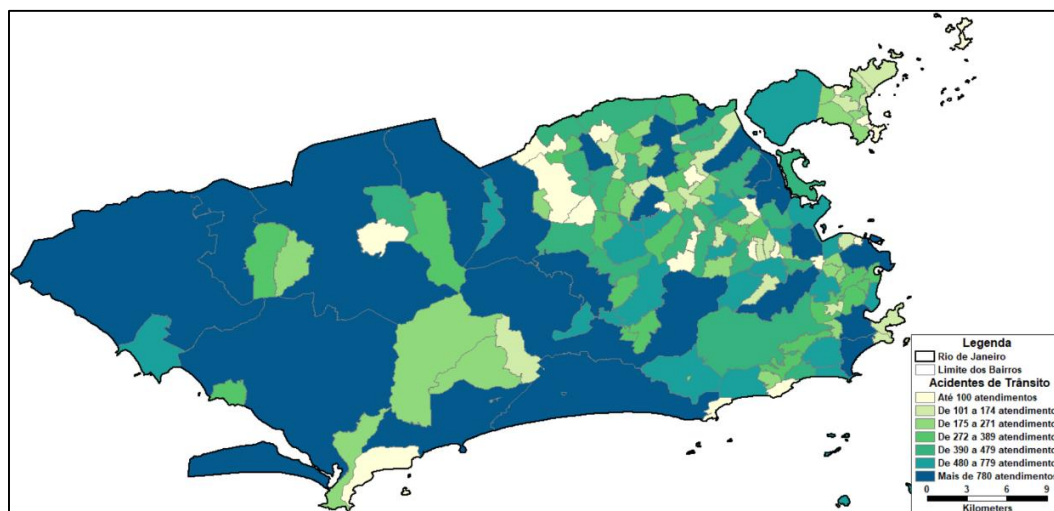 Legenda
Rio de Janeiro
Limite dos Bairros
Acidentes de Trânsito
Até 100 atendimentos
De 101 a 174 atendimento
De 175 a 271 atendimento
De 272 a 389 atendimento
De 390 a 479 atendimento
De 480 a 779 atendimento
Mais de 780 atendimentos
0 3 6 9
Kilometers